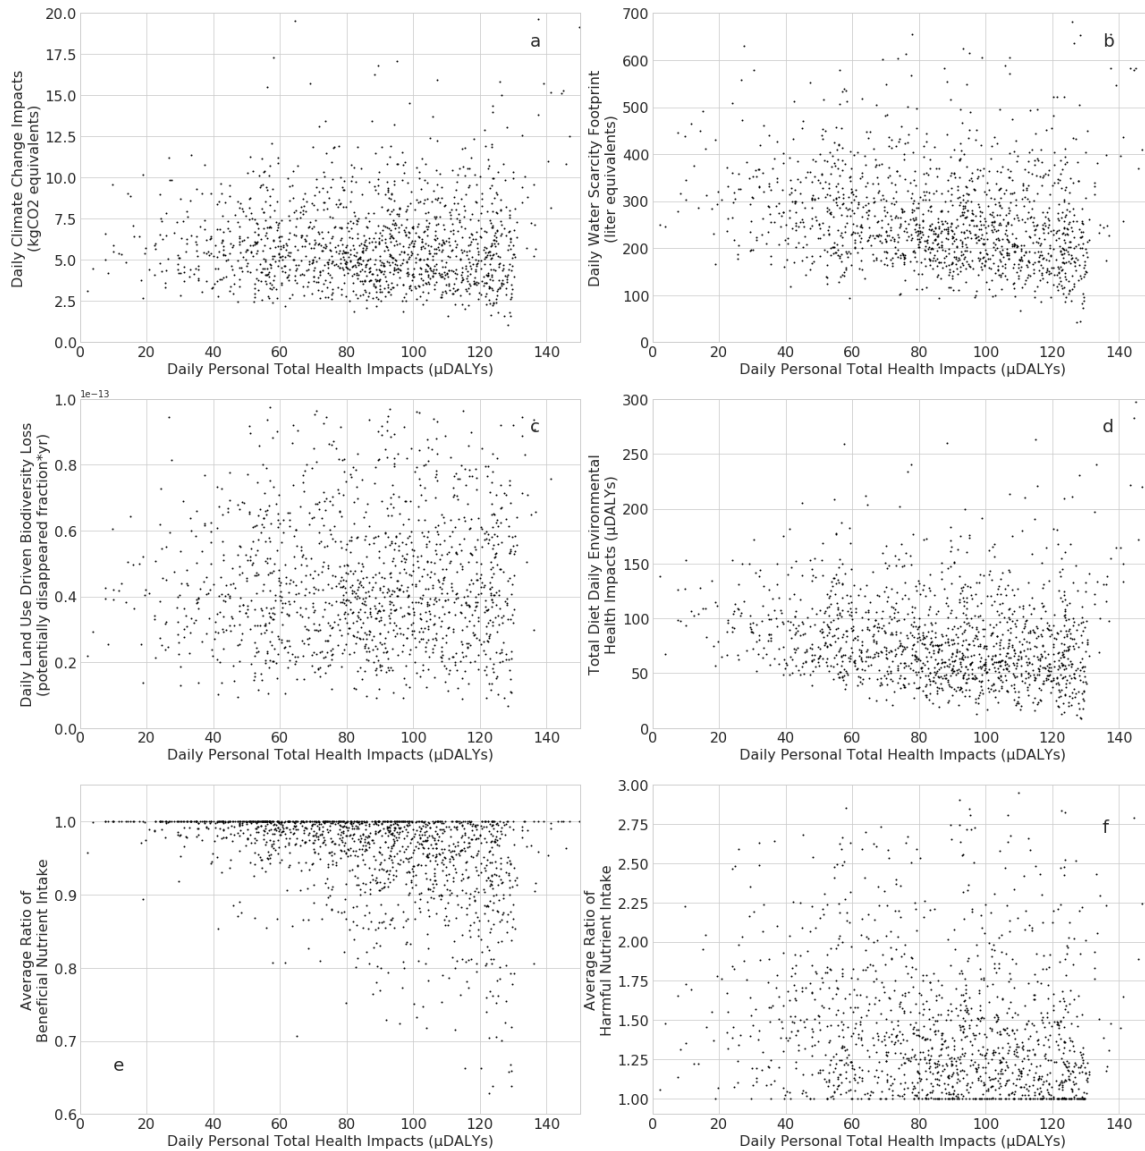 20.0
17.5
15.0
12.5
10.0
7.5
5.0
2.5
0.0
Daily Climate Change Impacts
(kgCO2 equivalents)
a
0 20 40 60 80 100 120 140
Daily Personal Total Health Impacts (μDALYs)
700
600
500
400
300
200
100
0
Daily Water Scarcity Footprint
(liter equivalents)
b
0 20 40 60 80 100 120 140
Daily Personal Total Health Impacts (μDALYs)
1e−13
1.0
0.8
0.6
0.4
0.2
0.0
Daily Land Use Driven Biodiversity Loss
(potentially disappeared fraction*yr)
c
0 20 40 60 80 100 120 140
Daily Personal Total Health Impacts (μDALYs)
300
250
200
150
100
50
0
Total Diet Daily Environmental
Health Impacts (μDALYs)
d
0 20 40 60 80 100 120 140
Daily Personal Total Health Impacts (μDALYs)
1.0
0.9
0.8
0.7
0.6
Average Ratio of
Beneficial Nutrient Intake
e
0 20 40 60 80 100 120 140
Daily Personal Total Health Impacts (μDALYs)
3.00
2.75
2.50
2.25
2.00
1.75
1.50
1.25
1.00
Average Ratio of
Harmful Nutrient Intake
f
0 20 40 60 80 100 120 140
Daily Personal Total Health Impacts (μDALYs)